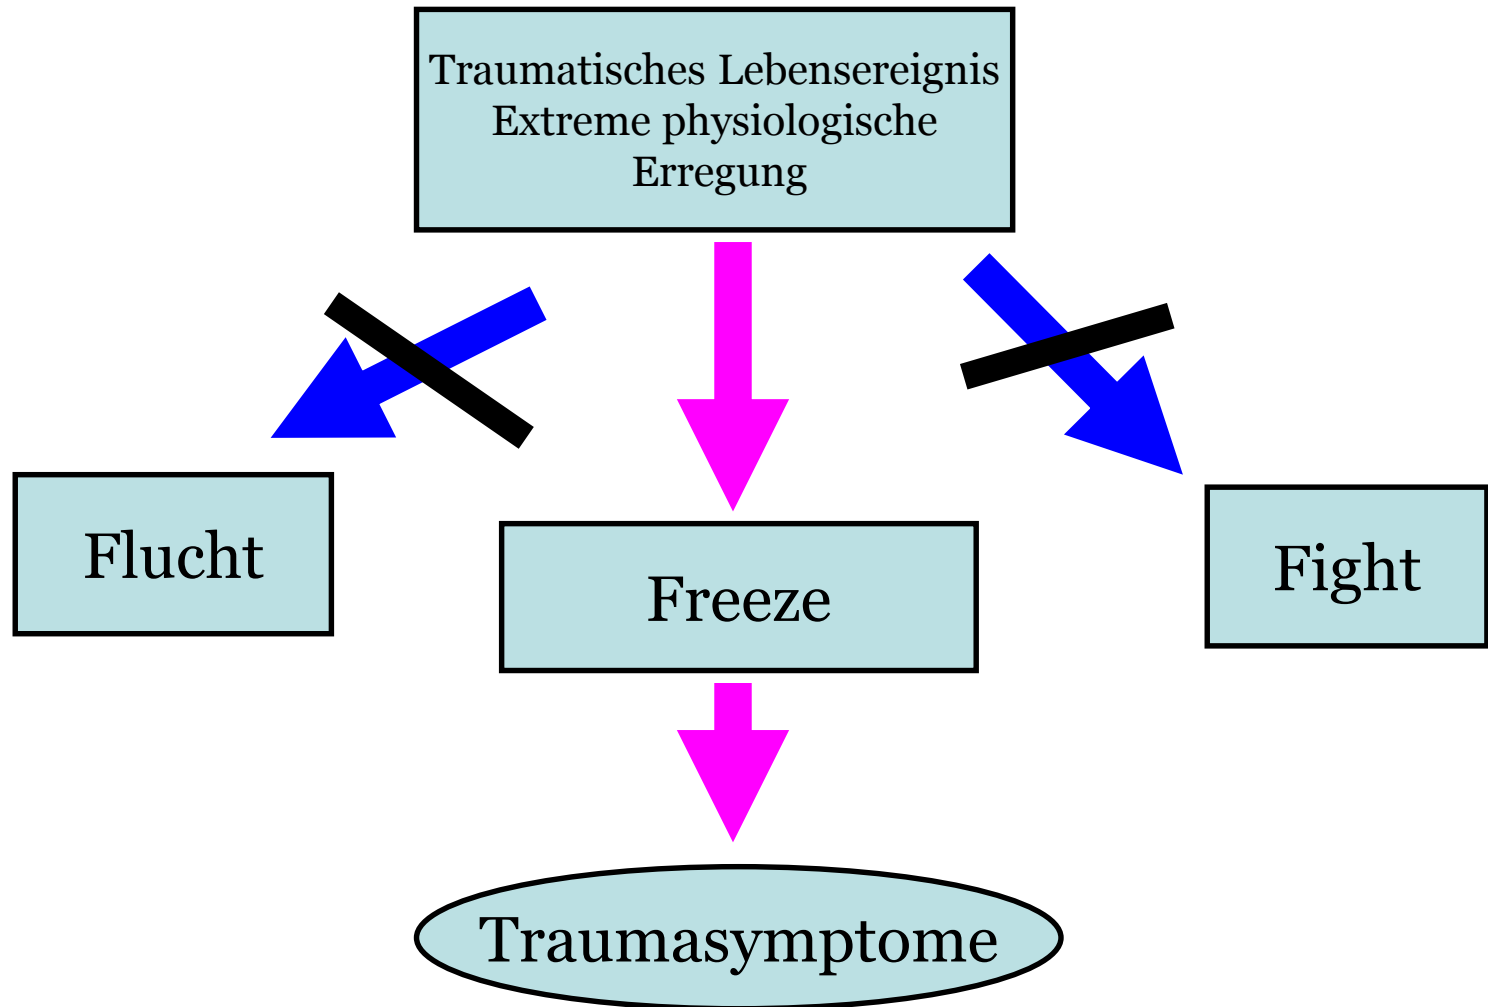 Traumatisches Lebensereignis
Extreme physiologische
Erregung
Flucht
Freeze
Fight
Traumasymptome